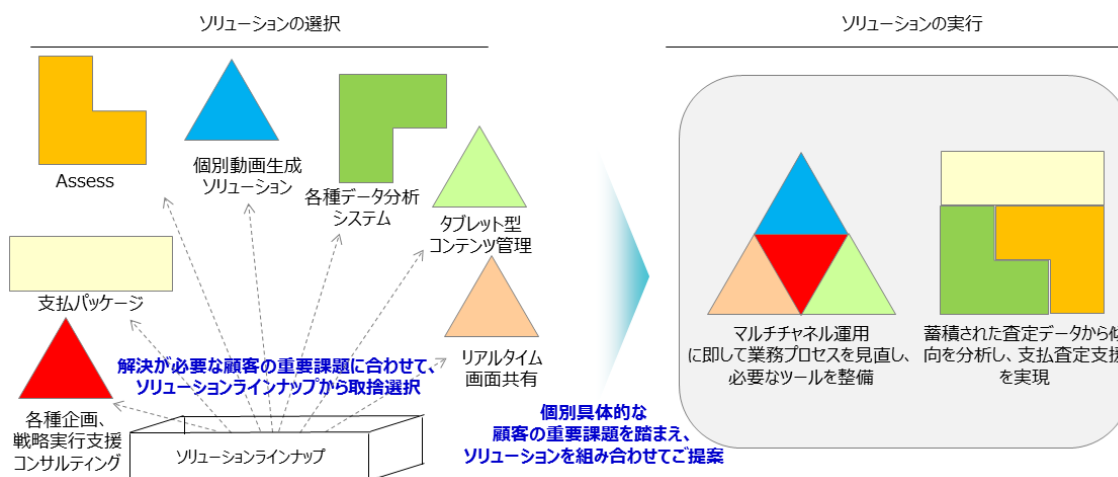 ソリューションの選択
Assess
個別動画生成
ソリューション
各種データ分析
システム
タブレット型
コンテンツ管理
支払パッケージ
リアルタイム
画面共有
解決が必要な顧客の重要課題に合わせて、
ソリューションラインナップから取捨選択
各種企画、
戦略実行支援
コンサルティング
ソリューションラインナップ
個別具体的な
顧客の重要課題を踏まえ、
ソリューションを組み合わせてご提案
ソリューションの実行
マルチチャネル運用
に即して業務プロセスを見直し、
必要なツールを整備
蓄積された査定データから傾
向を分析し、支払査定支援
を実現